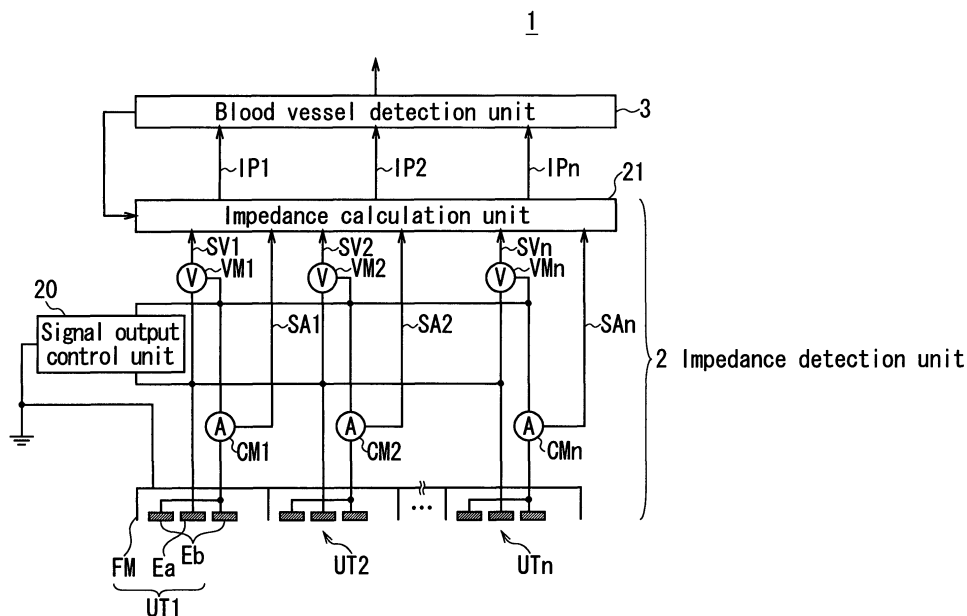 1
Blood vessel detection unit
3
IP1
IP2
IPn
21
Impedance calculation unit
SV1
SV2
SVn
V
VM1
V
VM2
V
VMn
20
Signal output
control unit
SA1
SA2
SAn
2 Impedance detection unit
A
CM1
A
CM2
A
CMn
...
FM
Ea
Eb
UT2
UTn
UT1